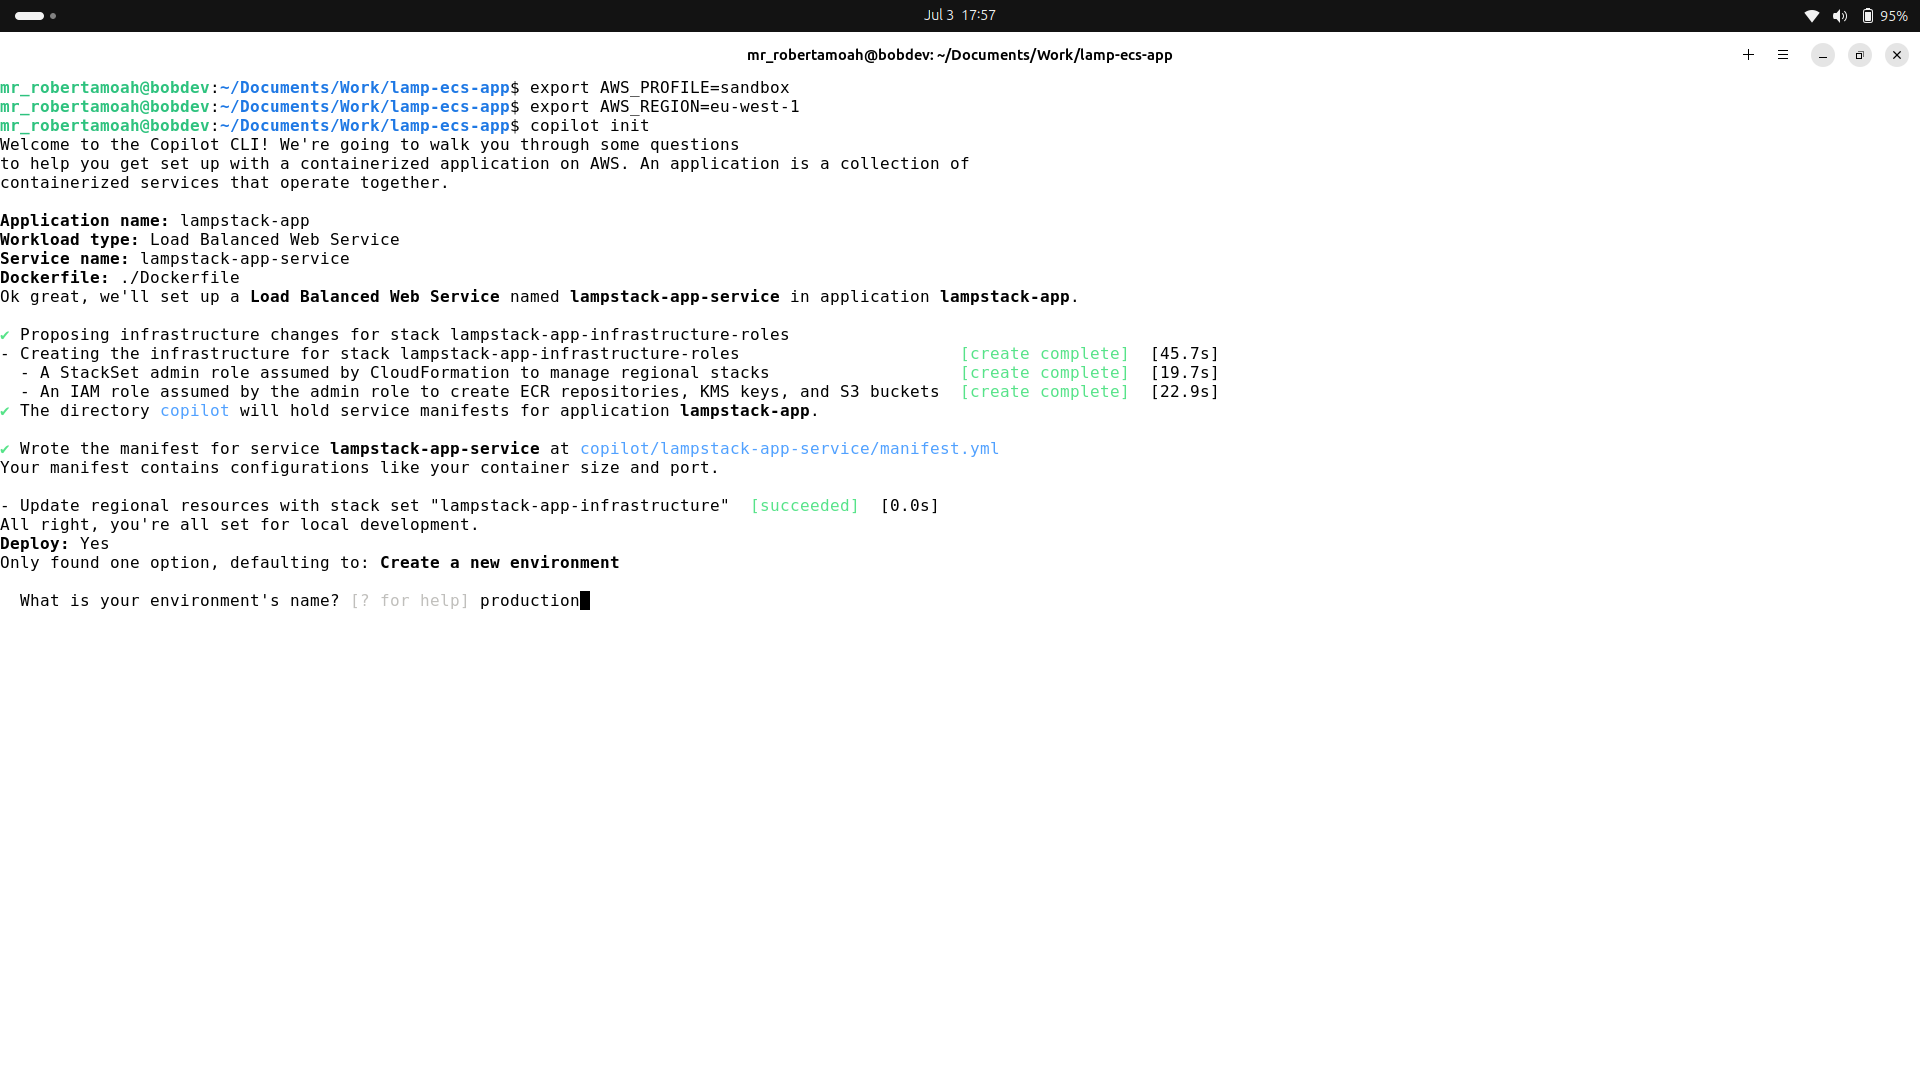 Jul 3 17:57
95%
mr_robertamoah@bobdev: ~/Documents/Work/lamp-ecs-app
mr_robertamoah@bobdev:~/Documents/Work/lamp-ecs-app$ export AWS_PROFILE=sandbox
mr_robertamoah@bobdev:~/Documents/Work/lamp-ecs-app$ export AWS_REGION=eu-west-1
mr_robertamoah@bobdev:~/Documents/Work/lamp-ecs-app$ copilot init
Welcome to the Copilot CLI! We're going to walk you through some questions
to help you get set up with a containerized application on AWS. An application is a collection of
containerized services that operate together.
Application name: lampstack-app
Workload type: Load Balanced Web Service
Service name: lampstack-app-service
Dockerfile: ./Dockerfile
Ok great, we'll set up a Load Balanced Web Service named lampstack-app-service in application lampstack-app.
✔ Proposing infrastructure changes for stack lampstack-app-infrastructure-roles
- Creating the infrastructure for stack lampstack-app-infrastructure-roles [create complete] [45.7s]
- A StackSet admin role assumed by CloudFormation to manage regional stacks [create complete] [19.7s]
- An IAM role assumed by the admin role to create ECR repositories, KMS keys, and S3 buckets [create complete] [22.9s]
✔ The directory copilot will hold service manifests for application lampstack-app.
✔ Wrote the manifest for service lampstack-app-service at copilot/lampstack-app-service/manifest.yml
Your manifest contains configurations like your container size and port.
- Update regional resources with stack set "lampstack-app-infrastructure" [succeeded] [0.0s]
All right, you're all set for local development.
Deploy: Yes
Only found one option, defaulting to: Create a new environment
What is your environment's name? [? for help] production